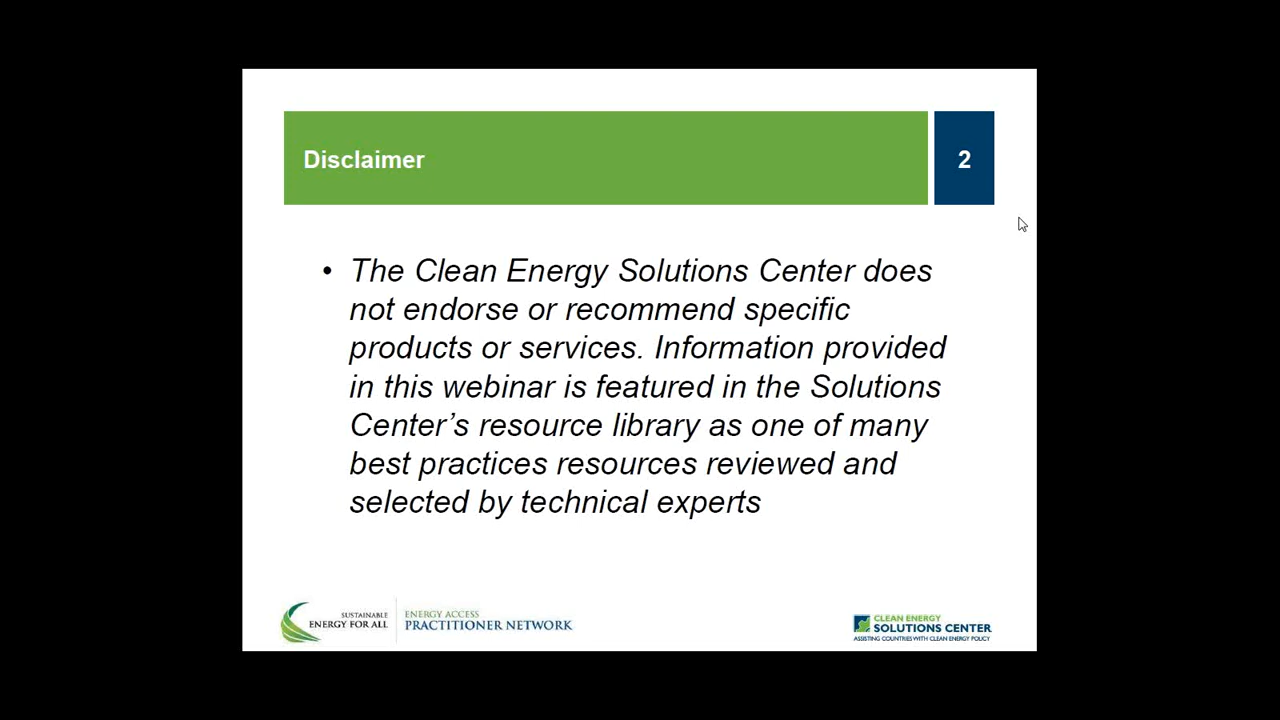 Disclaimer
2
• The Clean Energy Solutions Center does
not endorse or recommend specific
products or services. Information provided
in this webinar is featured in the Solutions
Center’s resource library as one of many
best practices resources reviewed and
selected by technical experts
SUSTAINABLE
ENERGY FOR ALL
ENERGY ACCESS
PRACTITIONER NETWORK
CLEAN ENERGY
SOLUTIONS CENTER
ASSISTING COUNTRIES WITH CLEAN ENERGY POLICY